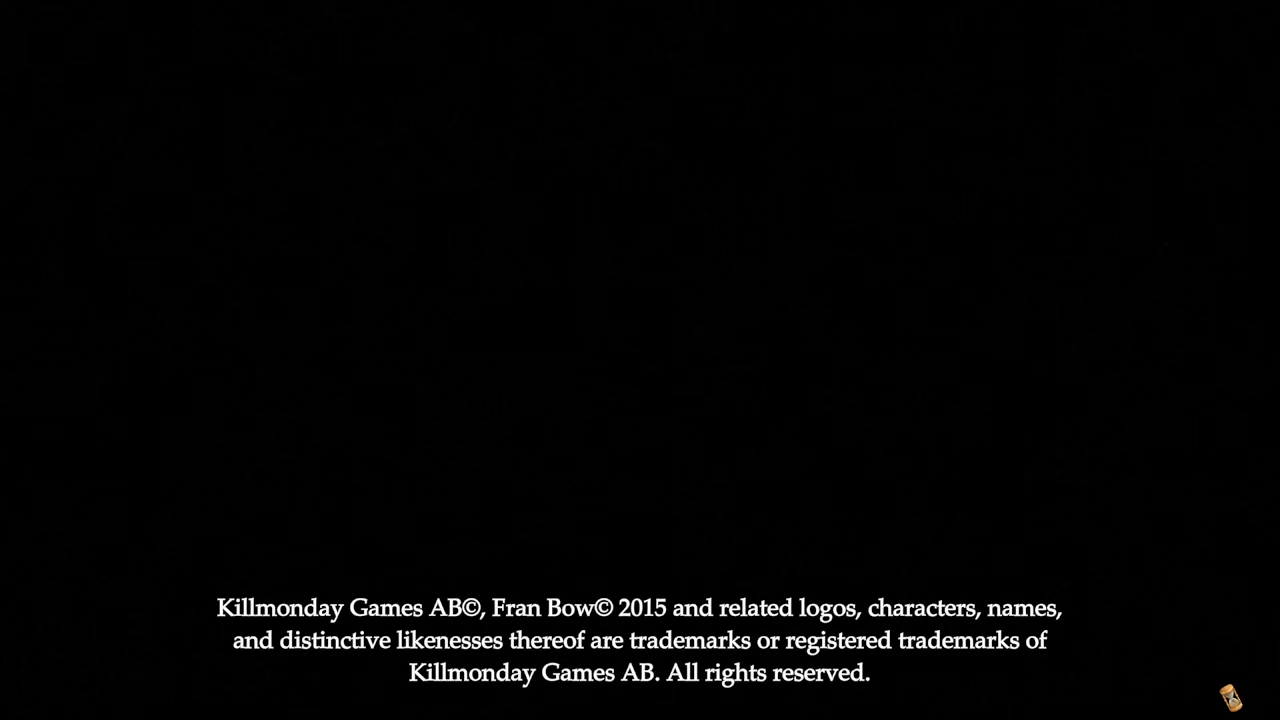 Killmonday Games AB©, Fran Bow© 2015 and related logos, characters, names,
and distinctive likenesses thereof are trademarks or registered trademarks of
Killmonday Games AB. All rights reserved.